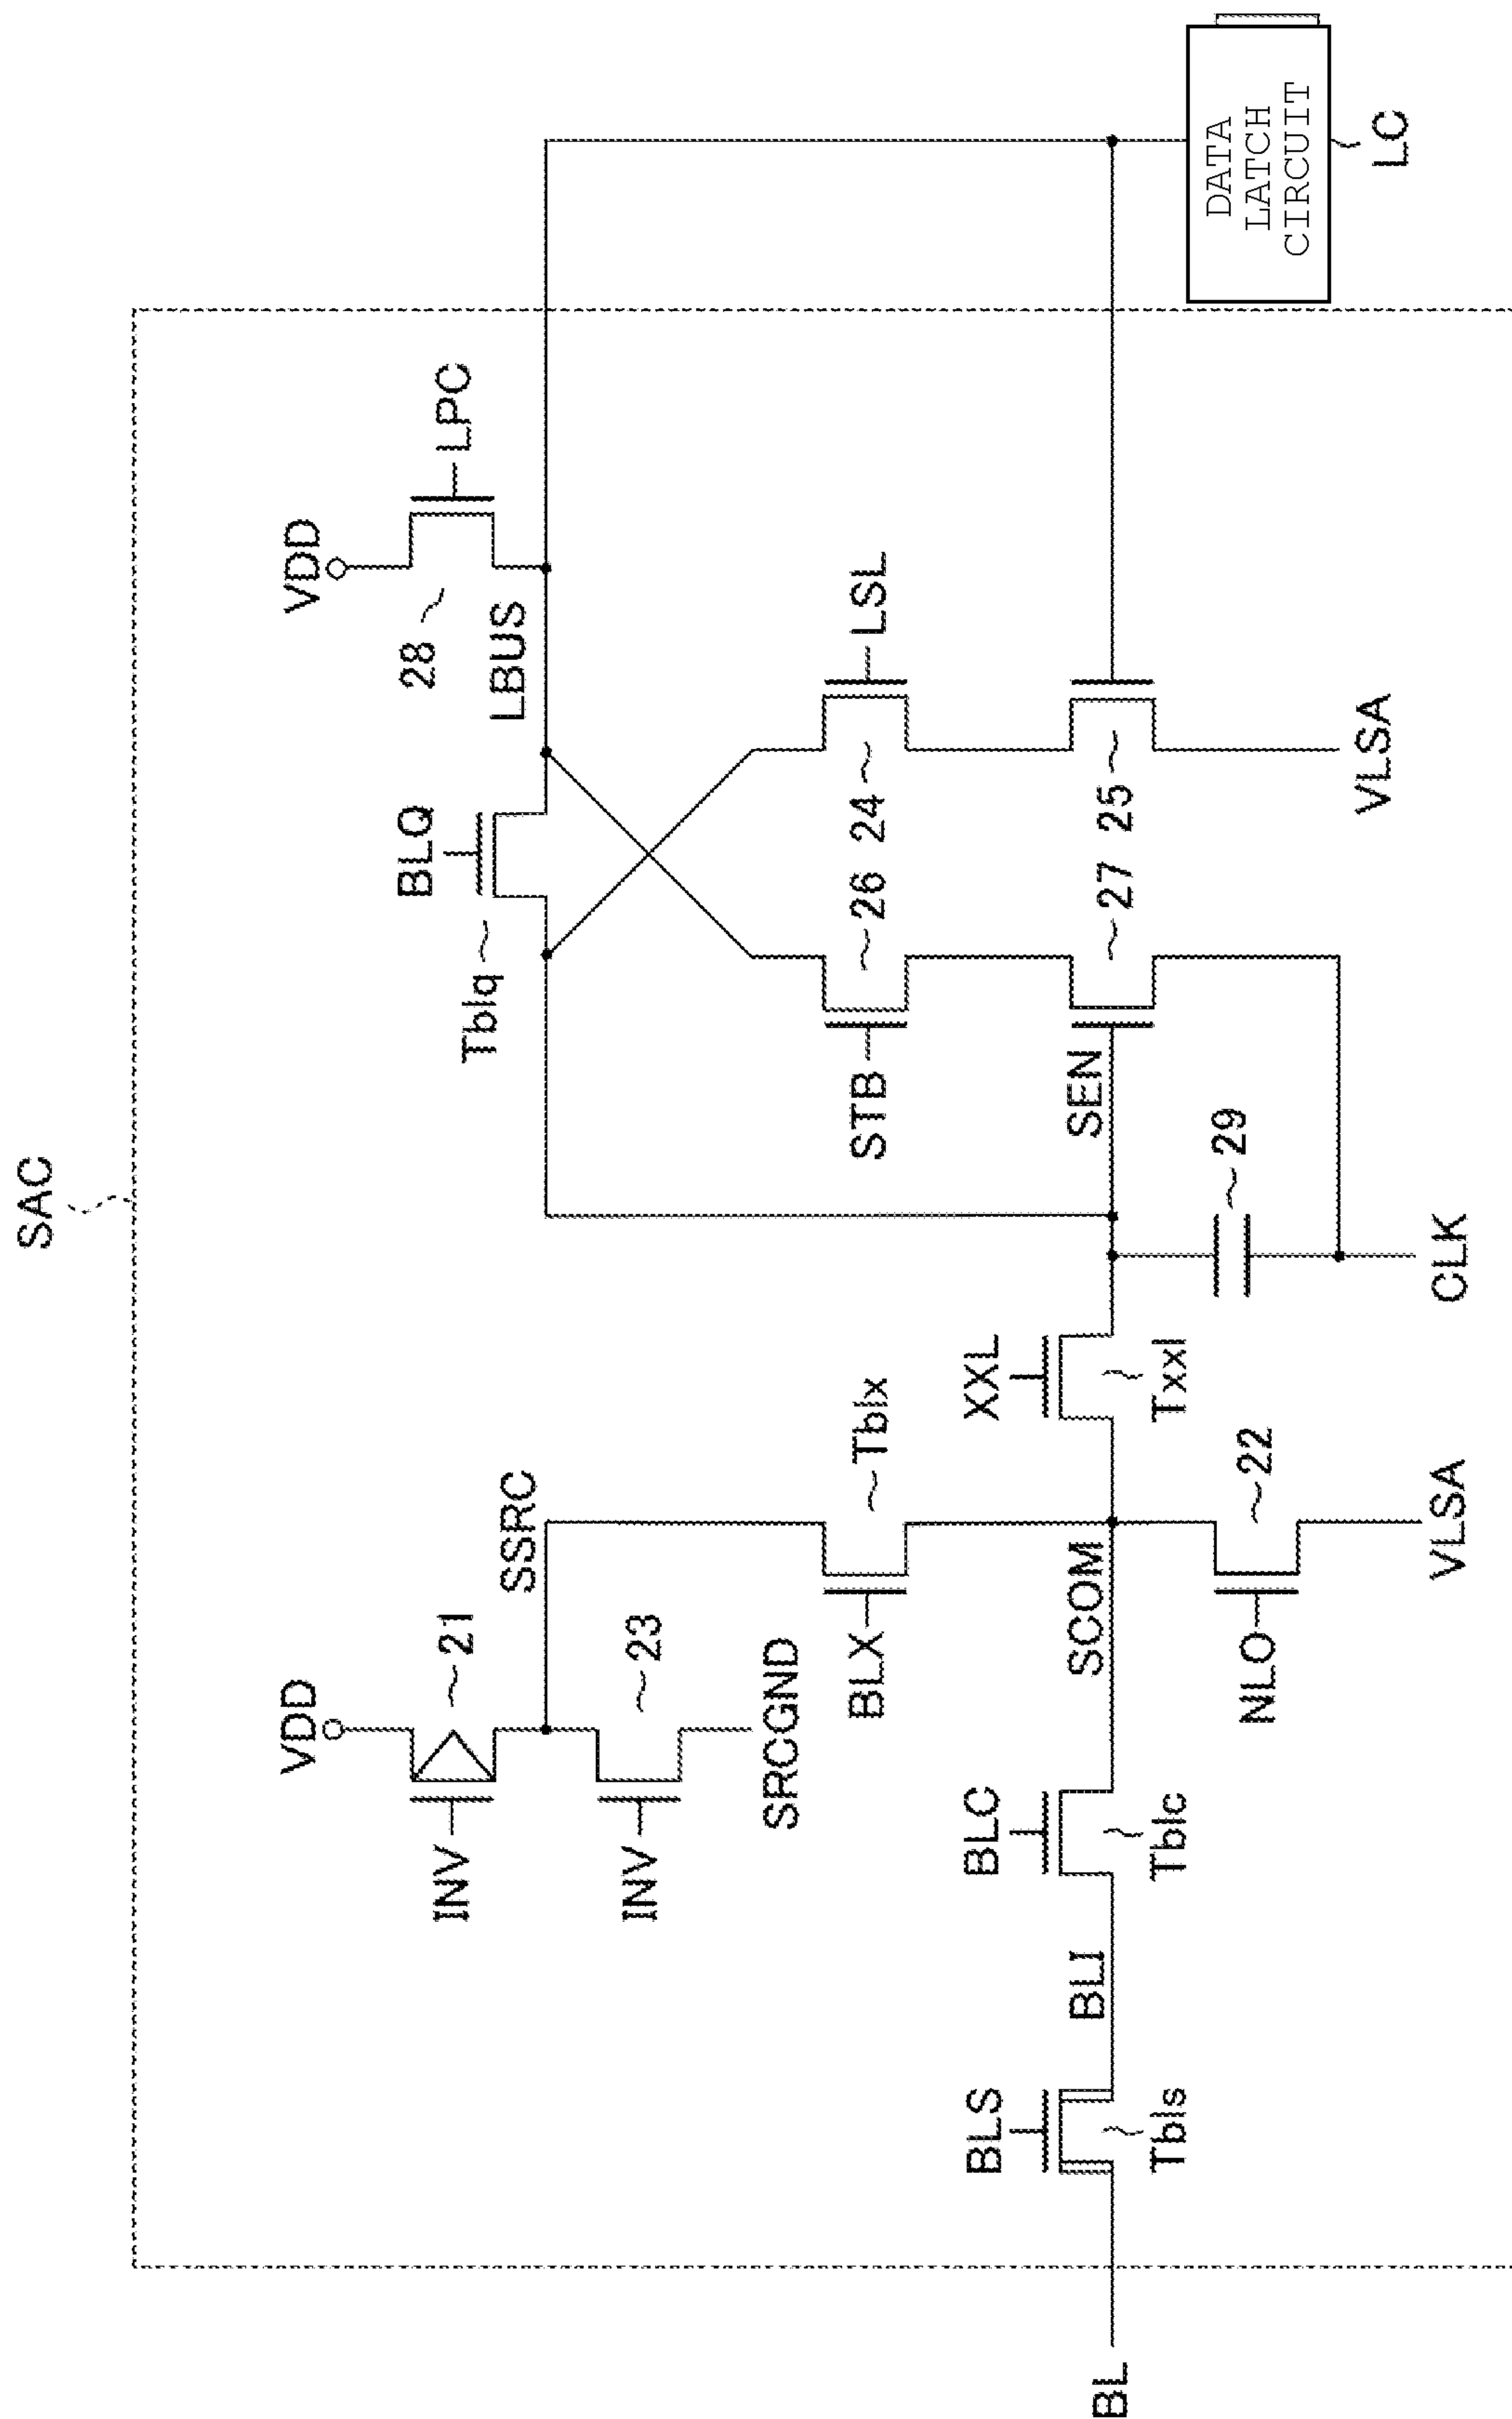 SAC
VDD
INV
21
INV
23
SRCGND
SSRC
BLX
Tblx
BL
BLS
Tbls
BLI
BLC
Tblc
SCOM
NLO
22
VLSA
XXL
Txxl
29
CLK
SEN
STB
26
27
Tblq
BLQ
LBUS
VDD
28
LPC
LSL
24
25
VLSA
DATA
LATCH
CIRCUIT
LC